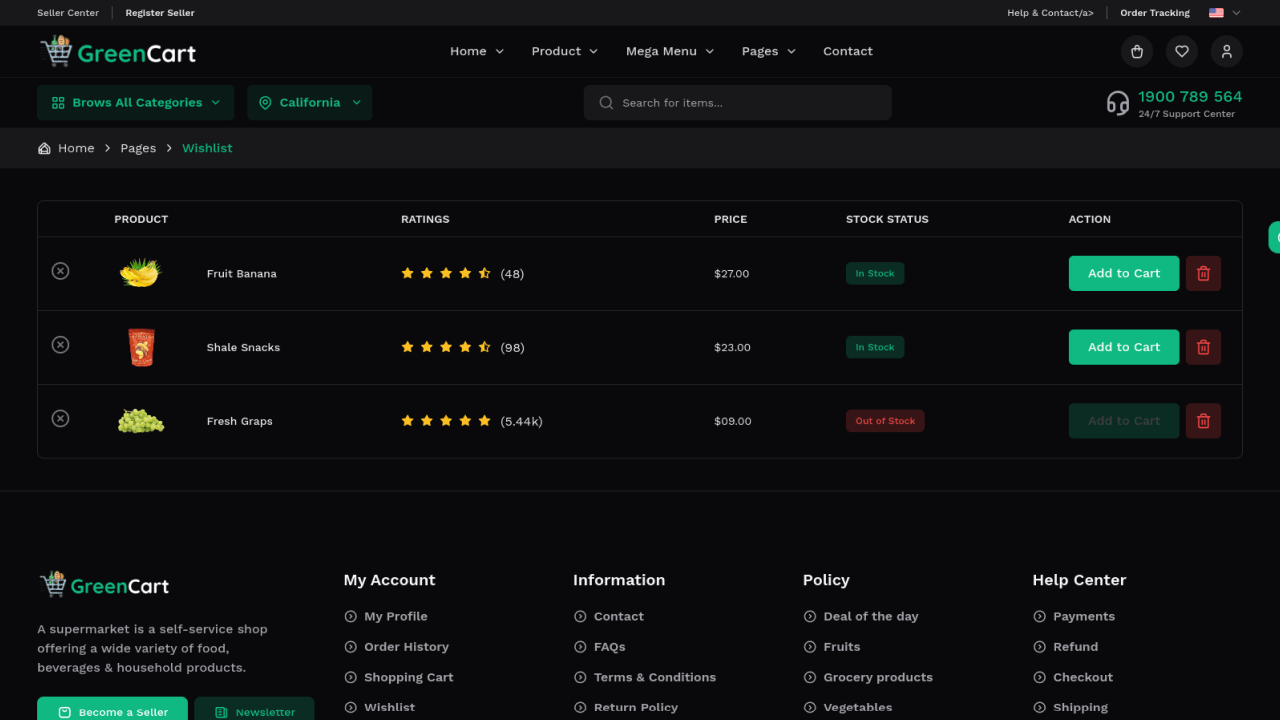 Seller Center
Register Seller
Help & Contact/a>
Order Tracking
GreenCart
Home
Product
Mega Menu
Pages
Contact
Brows All Categories
California
Search for items...
1900 789 564
24/7 Support Center
Home
Pages
Wishlist
PRODUCT RATINGS PRICE STOCK STATUS ACTION
Fruit Banana (48) $27.00 In Stock Add to Cart
Shale Snacks (98) $23.00 In Stock Add to Cart
Fresh Graps (5.44k) $09.00 Out of Stock Add to Cart
GreenCart
A supermarket is a self-service shop
offering a wide variety of food,
beverages & household products.
Become a Seller
Newsletter
My Account
My Profile
Order History
Shopping Cart
Wishlist
Information
Contact
FAQs
Terms & Conditions
Return Policy
Policy
Deal of the day
Fruits
Grocery products
Vegetables
Help Center
Payments
Refund
Checkout
Shipping